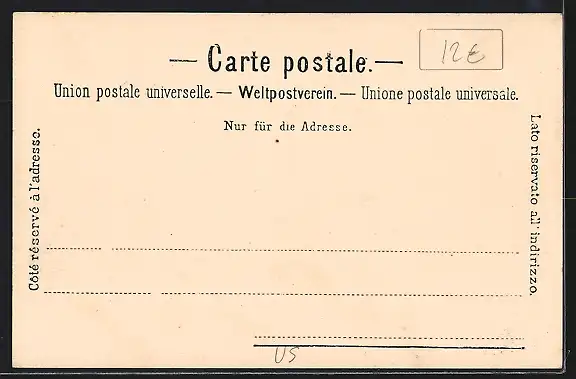 — Carte postale. —
12€
Union postale universelle. — Weltpostverein. — Unione postale universale.
Nur für die Adresse.
Côté réservé à l'adresse.
Lato riservato all' indirizzo.
US